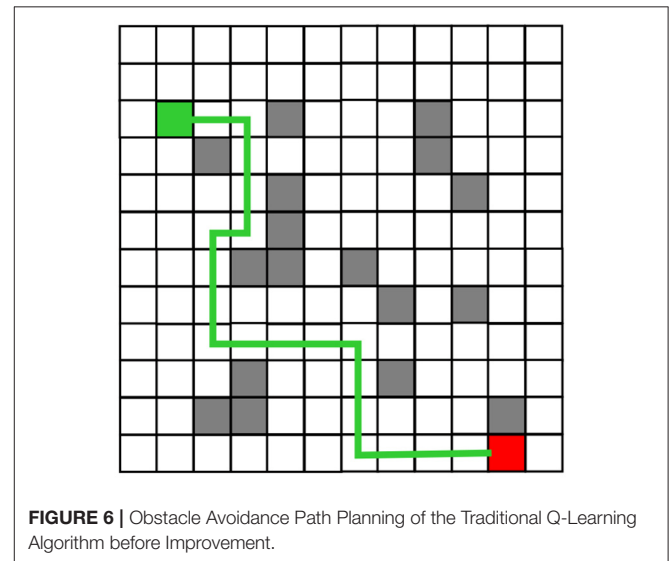 FIGURE 6 | Obstacle Avoidance Path Planning of the Traditional Q-Learning
Algorithm before Improvement.